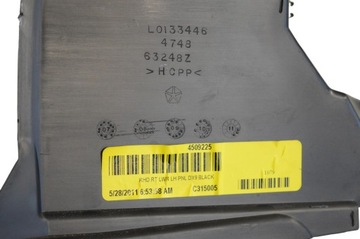 L0133446
4748
63248Z
>HCPP<
4509225
KHD RT LWR LH PNL DX9 BLACK
5/28/2011 6:53:58 AM C315005